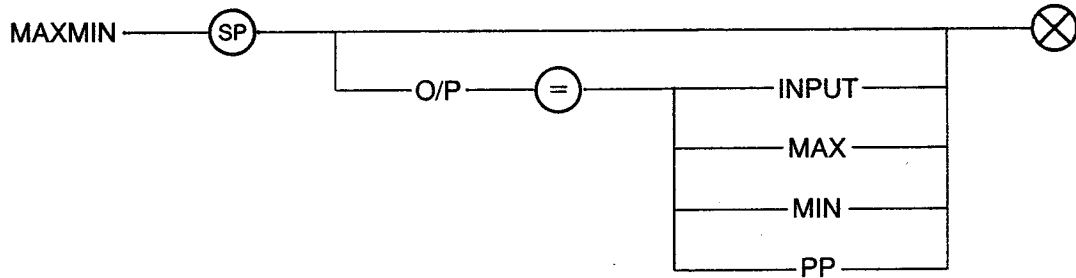 MAXMIN SP
O/P = INPUT
MAX
MIN
PP